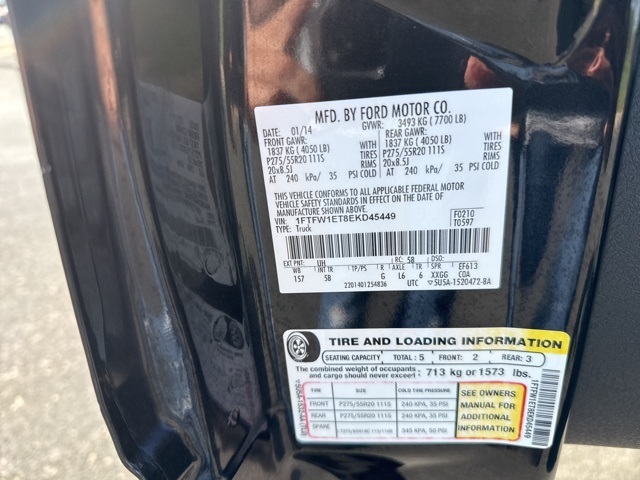 MFD. BY FORD MOTOR CO.
DATE: 01/14 GVWR: 3493 KG ( 7700 LB)
FRONT GAWR: REAR GAWR:
1837 KG ( 4050 LB) WITH 1837 KG ( 4050 LB) WITH
P275/55R20 111S TIRES P275/55R20 111S TIRES
20x8.5J RIMS 20x8.5J RIMS
AT 240 kPa/ 35 PSI COLD AT 240 kPa/ 35 PSI COLD
THIS VEHICLE CONFORMS TO ALL APPLICABLE FEDERAL MOTOR
VEHICLE SAFETY STANDARDS IN EFFECT ON THE DATE OF
MANUFACTURE SHOWN ABOVE.
VIN: 1FTFW1ET8EKD45449 F0210
TYPE: Truck T0597
EXT PNT: UH RC: 58 EF613
WB INT TR TP/PS R AXLE TR SPR CDA
157 5B G L6 6 XXGG
2201401254836 UTC 5U5A-1520472-BA
TIRE AND LOADING INFORMATION
SEATING CAPACITY TOTAL : 5 FRONT: 2 REAR: 3
The combined weight of occupants
and cargo should never exceed : 713 kg or 1573 lbs.
TIRE SIZE COLD TIRE PRESSURE SEE OWNERS
FRONT P275/55R20 111S 240 KPA, 35 PSI MANUAL FOR
REAR P275/55R20 111S 240 KPA, 35 PSI ADDITIONAL
SPARE INFORMATION
1FTFW1ET8EKD45449